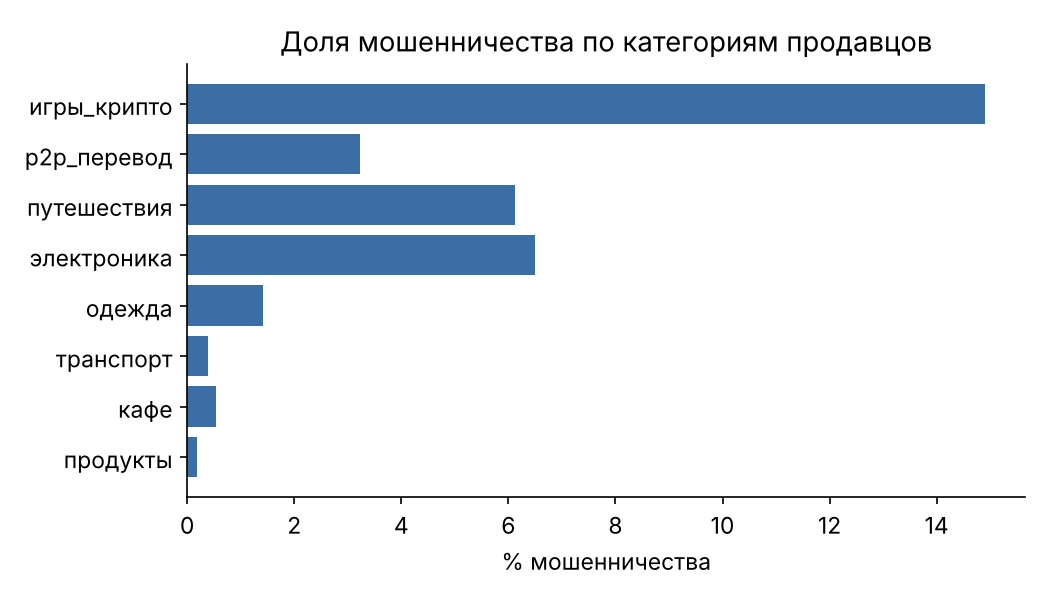 Доля мошенничества по категориям продавцов
игры_крипто
p2p_перевод
путешествия
электроника
одежда
транспорт
кафе
продукты
0 2 4 6 8 10 12 14
% мошенничества